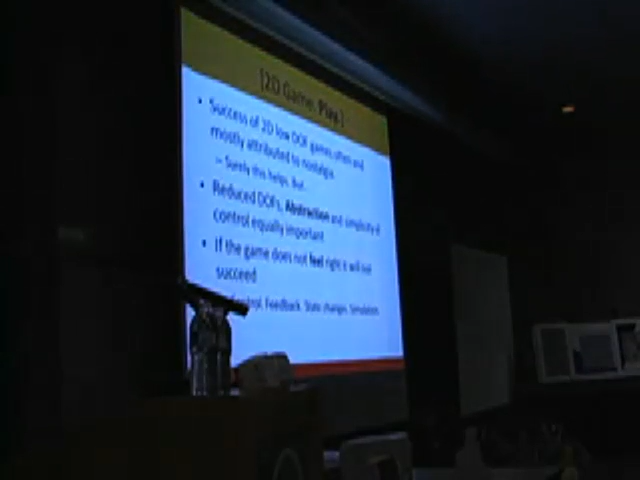 [2D Game. Play.]
• Success of 2D low DOF games often and
mostly attributed to nostalgia.
– Surely this helps. But..
• Reduced DOFs, Abstraction and simplicity of
control equally important
• If the game does not feel right it will not
succeed
Control. Feedback. State changes. Simulation